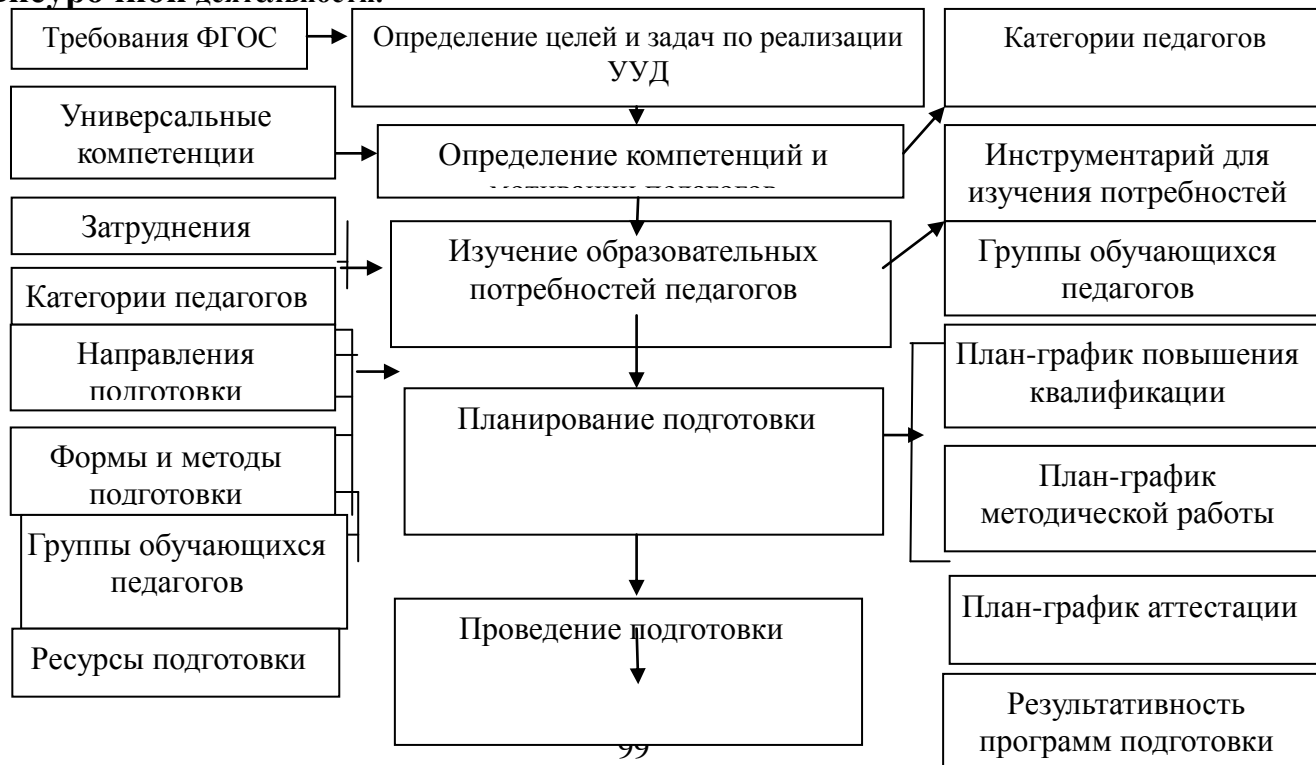 деятельности.
Требования ФГОС
Универсальные
компетенции
Затруднения
Категории педагогов
Направления
подготовки
Формы и методы
подготовки
Группы обучающихся
педагогов
Ресурсы подготовки
Определение целей и задач по реализации
УУД
Определение компетенций и
мотивации педагогов
Изучение образовательных
потребностей педагогов
Планирование подготовки
Проведение подготовки
Категории педагогов
Инструментарий для
изучения потребностей
Группы обучающихся
педагогов
План-график повышения
квалификации
План-график
методической работы
План-график аттестации
Результативность
программ подготовки
99